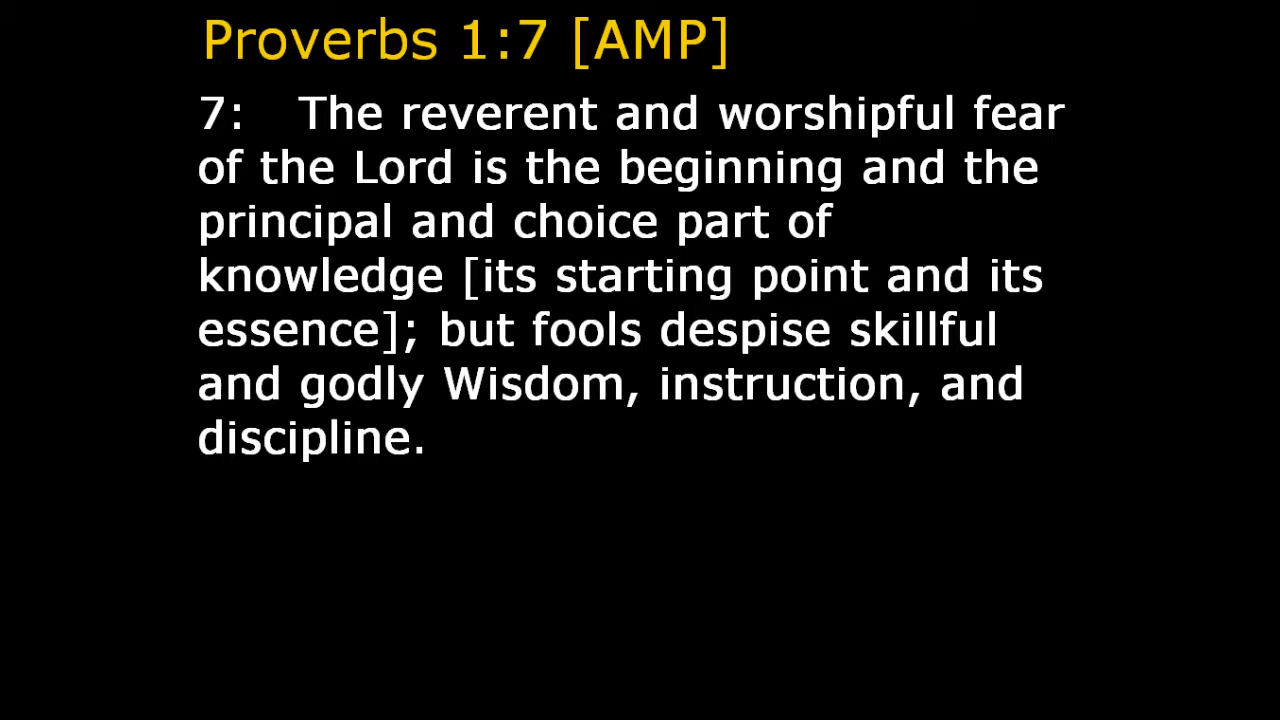 Proverbs 1:7 [AMP]
7: The reverent and worshipful fear
of the Lord is the beginning and the
principal and choice part of
knowledge [its starting point and its
essence]; but fools despise skillful
and godly Wisdom, instruction, and
discipline.